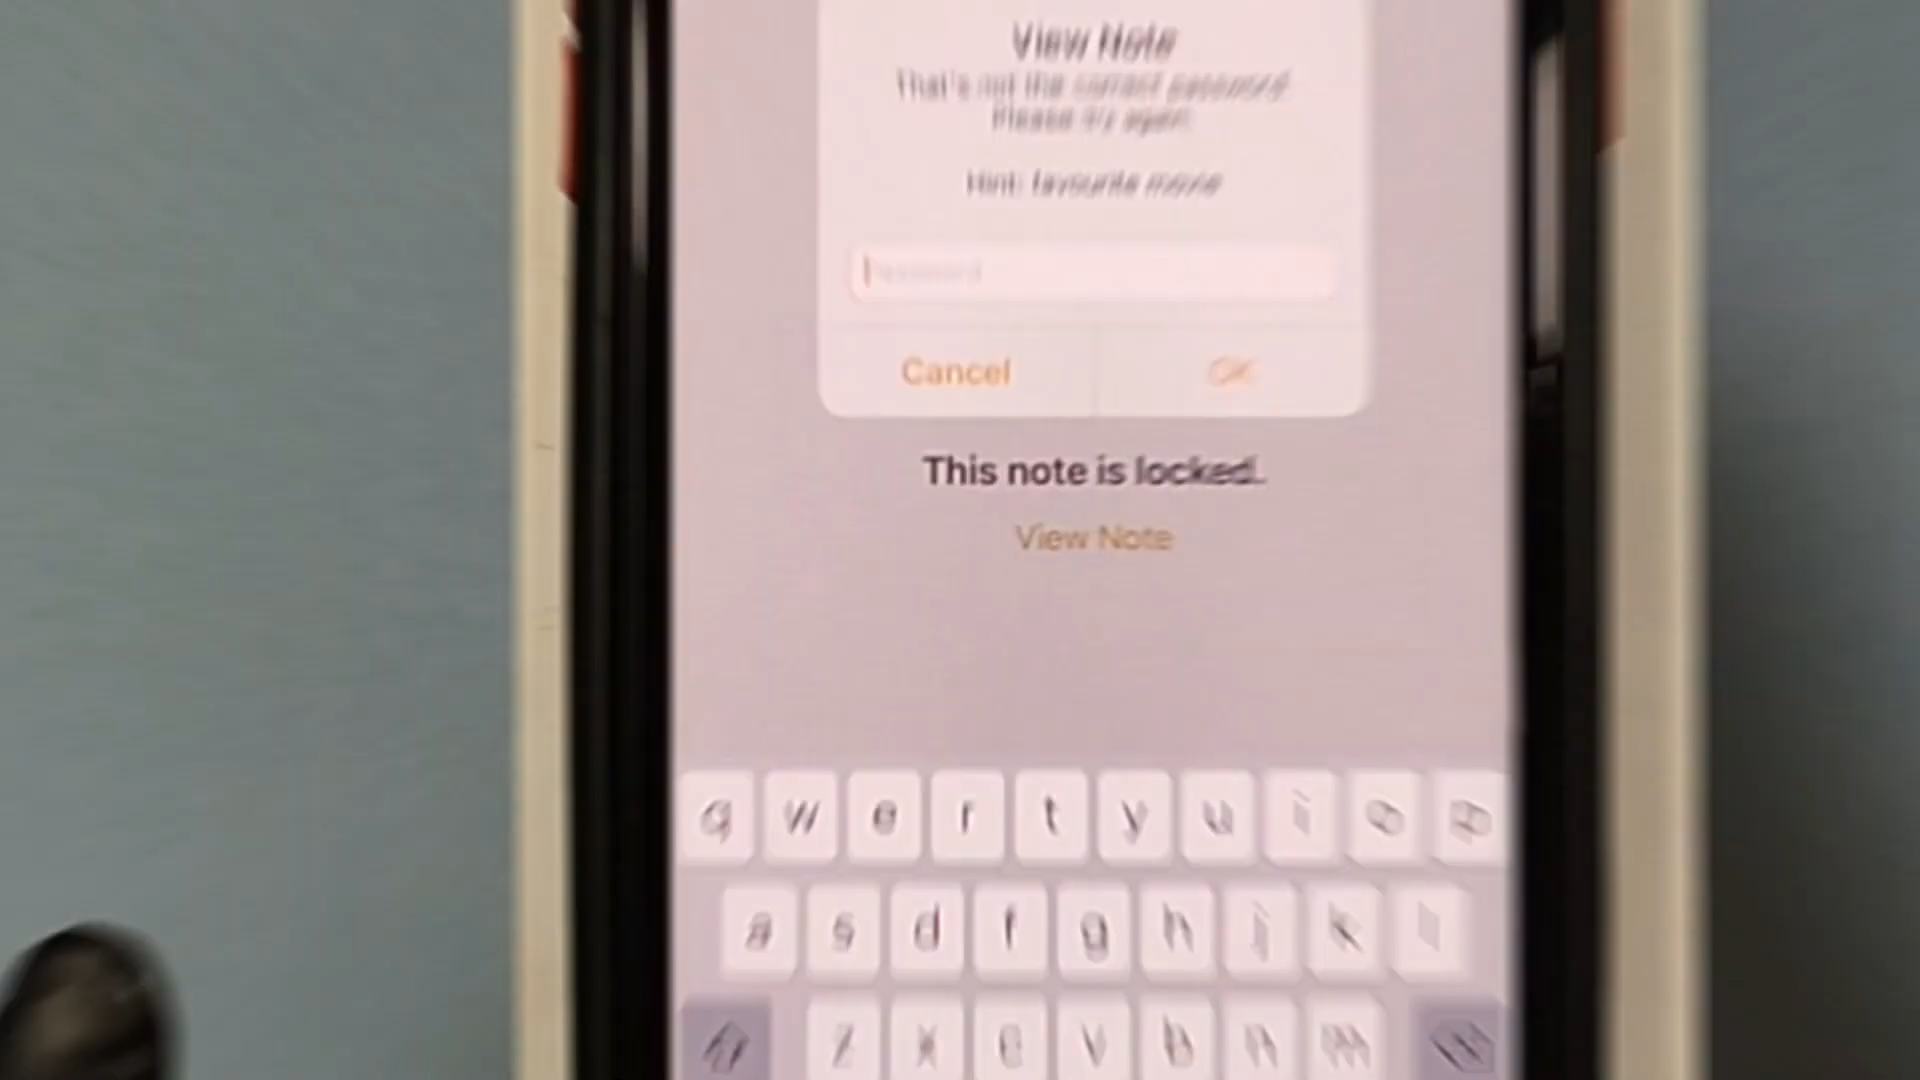 View Note
That's not the correct password.
Please try again.
Hint: favourite movie
Password
Cancel OK
This note is locked.
View Note
q w e r t y u i o p
a s d f g h j k l
z x c v b n m